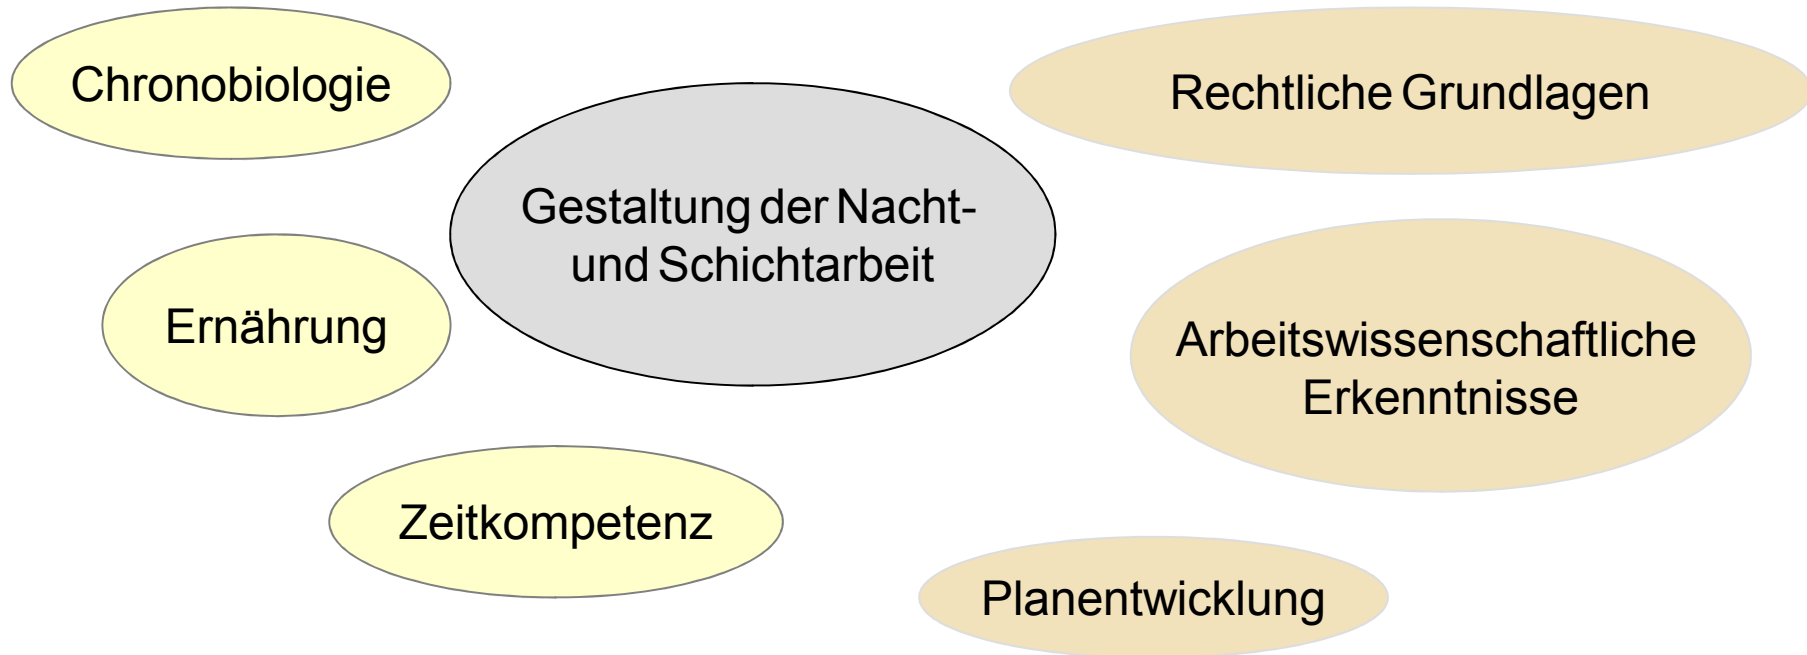 Chronobiologie
Rechtliche Grundlagen
Gestaltung der Nacht-
und Schichtarbeit
Ernährung
Arbeitswissenschaftliche
Erkenntnisse
Zeitkompetenz
Planentwicklung